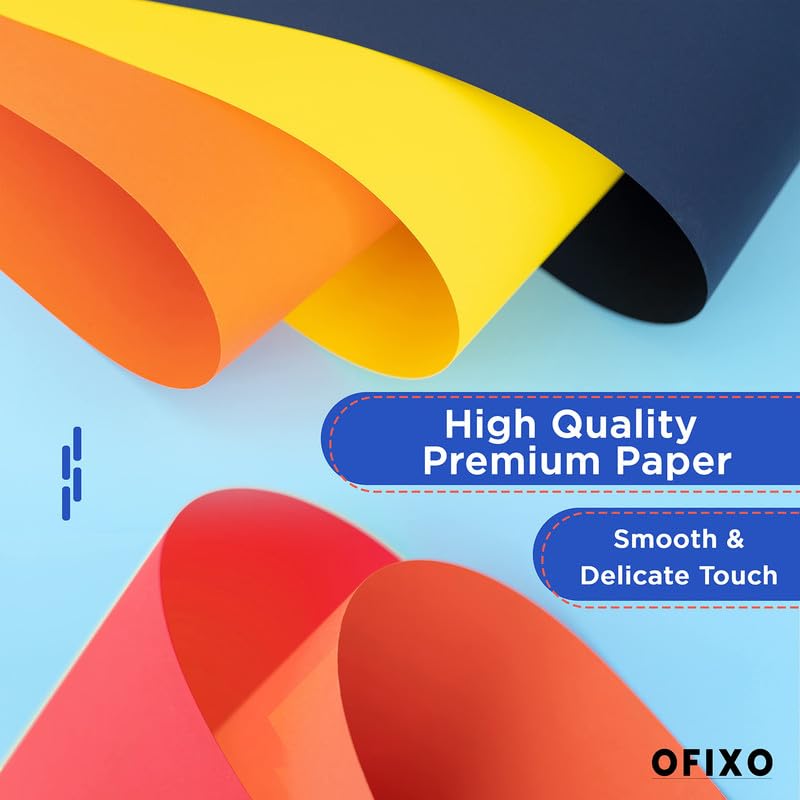 High Quality
Premium Paper
Smooth &
Delicate Touch
OFIXO